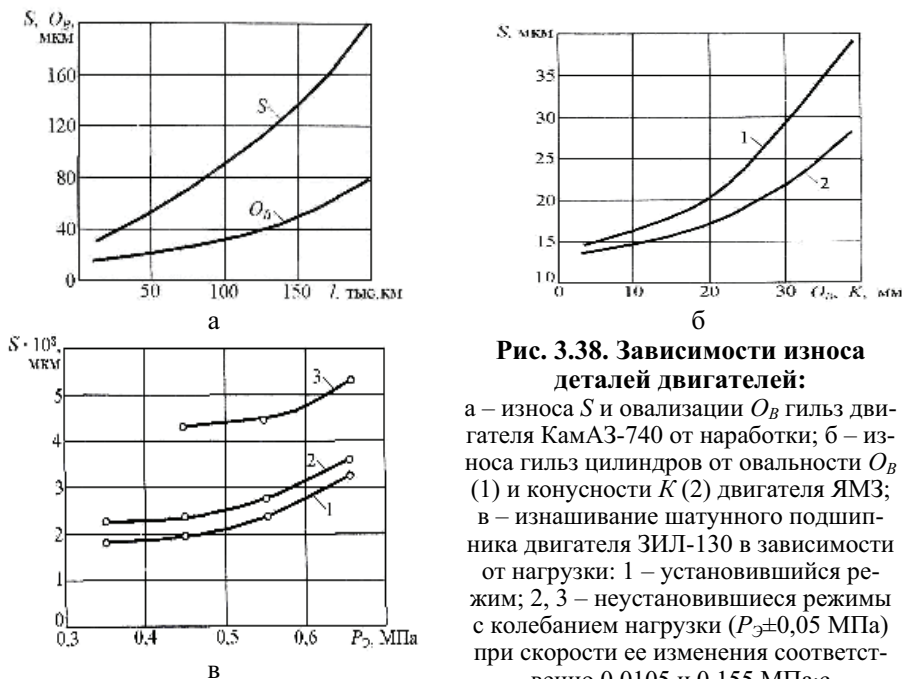 S, O_B,
мкм
160
120
80
40
0
S
O_B
50
100
150
l, тыс.км
а
S, мкм
35
30
25
20
15
10
1
2
0
10
20
30
O_B, K, мм
б
S · 10³,
мкм
5
4
3
2
1
0
3
2
1
0,3
0,4
0,5
0,6
P_Э, МПа
в
Рис. 3.38. Зависимости износа
деталей двигателей:
а – износа S и овализации O_B гильз дви-
гателя КамАЗ-740 от наработки; б – из-
носа гильз цилиндров от овальности O_B
(1) и конусности К (2) двигателя ЯМЗ;
в – изнашивание шатунного подшип-
ника двигателя ЗИЛ-130 в зависимости
от нагрузки: 1 – установившийся ре-
жим; 2, 3 – неустановившиеся режимы
с колебанием нагрузки (P_Э±0,05 МПа)
при скорости ее изменения соответст-
венно 0,0105 и 0,155 МПа·с